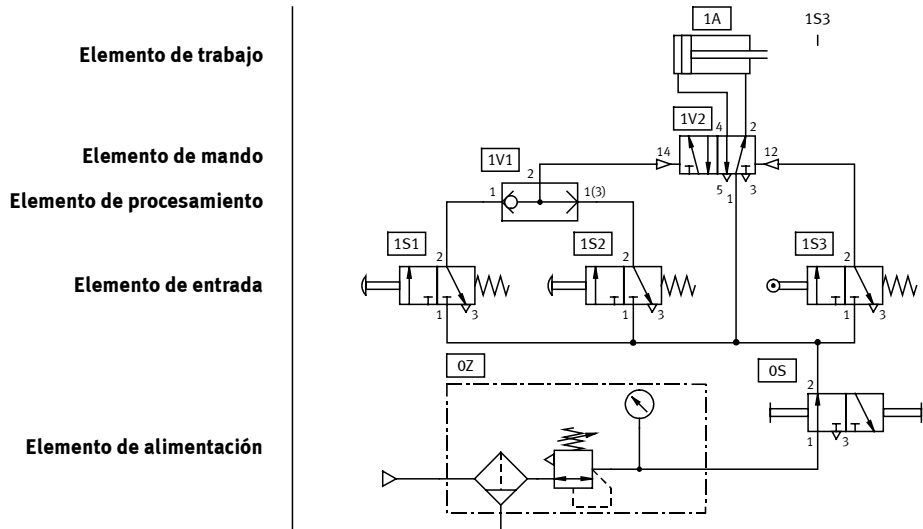 1A 1S3
Elemento de trabajo
1V2 4 2
Elemento de mando 1V1 2 14 12
5 3
1
Elemento de procesamiento 1 1(3)
1S1 2 1S2 2 1S3 2
Elemento de entrada
1 3 1 3 1 3
0Z 0S
2
1 3
Elemento de alimentación